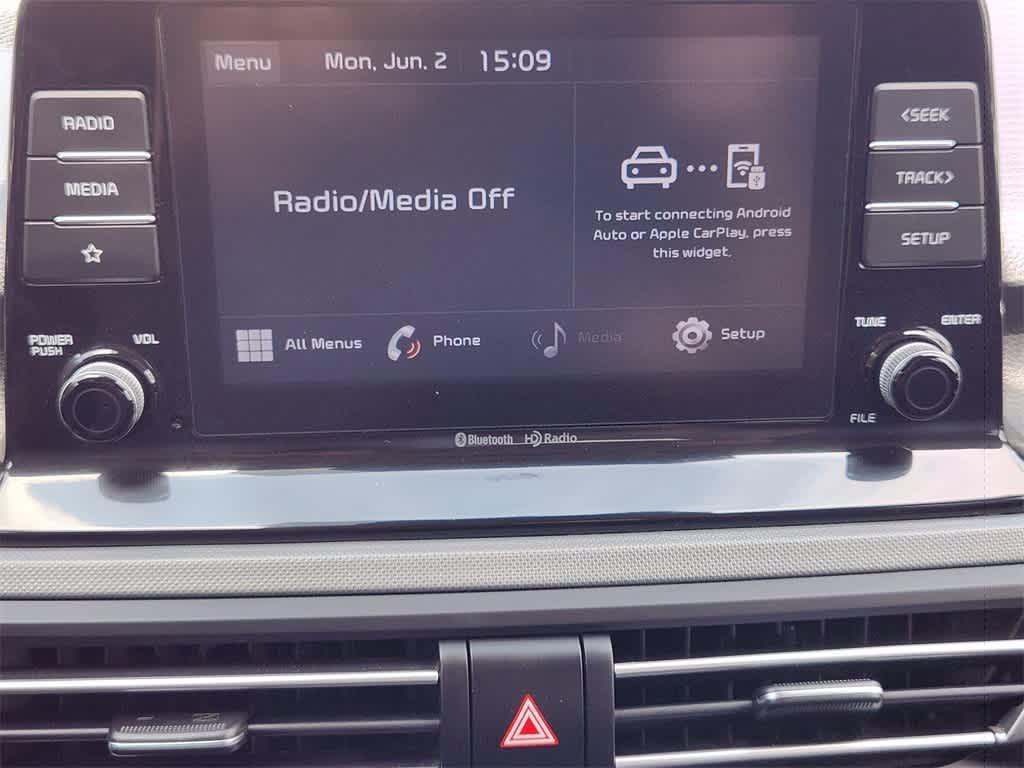 Menu Mon, Jun. 2 15:09
RADIO
MEDIA
Radio/Media Off
To start connecting Android
Auto or Apple CarPlay, press
this widget.
<SEEK
TRACK>
SETUP
All Menus Phone Media Setup
POWER
PUSH
VOL
TUNE
ENTER
FILE
Bluetooth HD Radio